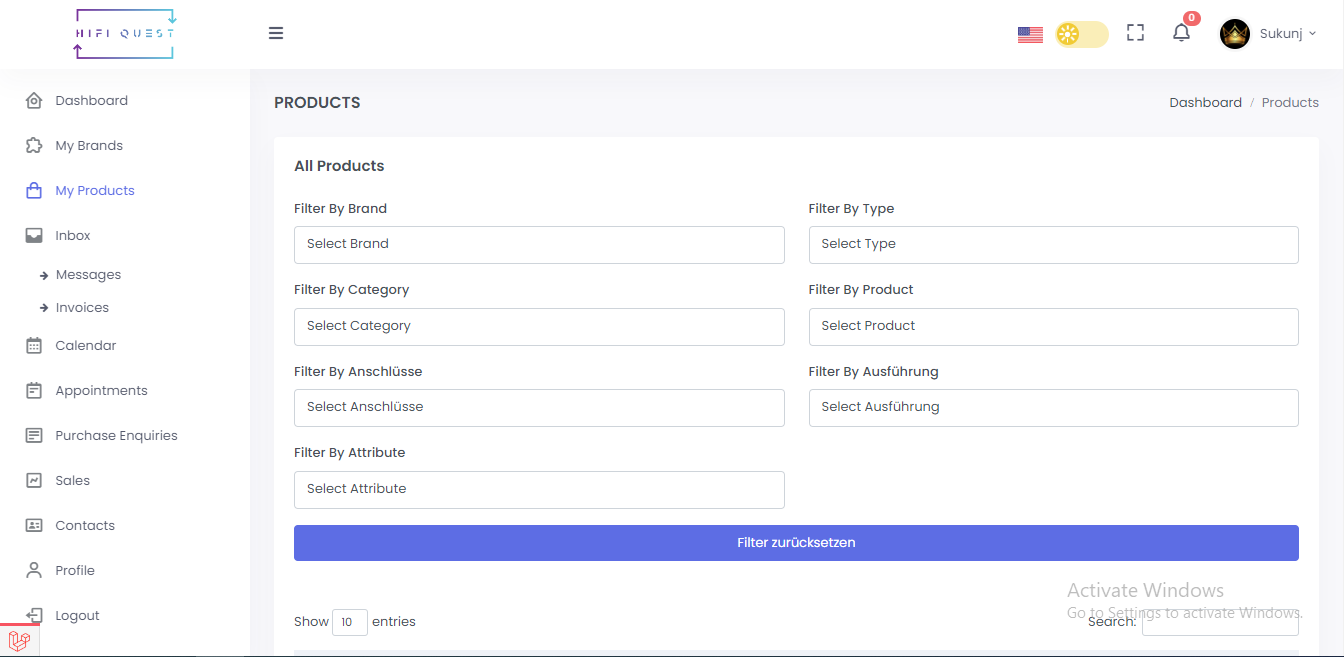 HIFI QUEST
0
Sukunj
Dashboard
My Brands
My Products
Inbox
Messages
Invoices
Calendar
Appointments
Purchase Enquiries
Sales
Contacts
Profile
Logout
PRODUCTS
Dashboard / Products
All Products
Filter By Brand
Select Brand
Filter By Type
Select Type
Filter By Category
Select Category
Filter By Product
Select Product
Filter By Anschlüsse
Select Anschlüsse
Filter By Ausführung
Select Ausführung
Filter By Attribute
Select Attribute
Filter zurücksetzen
Show 10 entries
Search:
Activate Windows
Go to Settings to activate Windows.